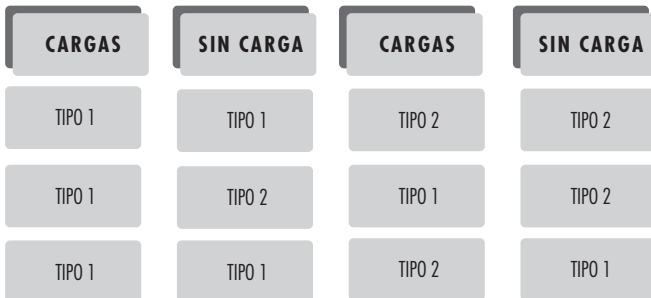 CARGAS SIN CARGA CARGAS SIN CARGA
TIPO 1 TIPO 1 TIPO 2 TIPO 2
TIPO 1 TIPO 2 TIPO 1 TIPO 2
TIPO 1 TIPO 1 TIPO 2 TIPO 1